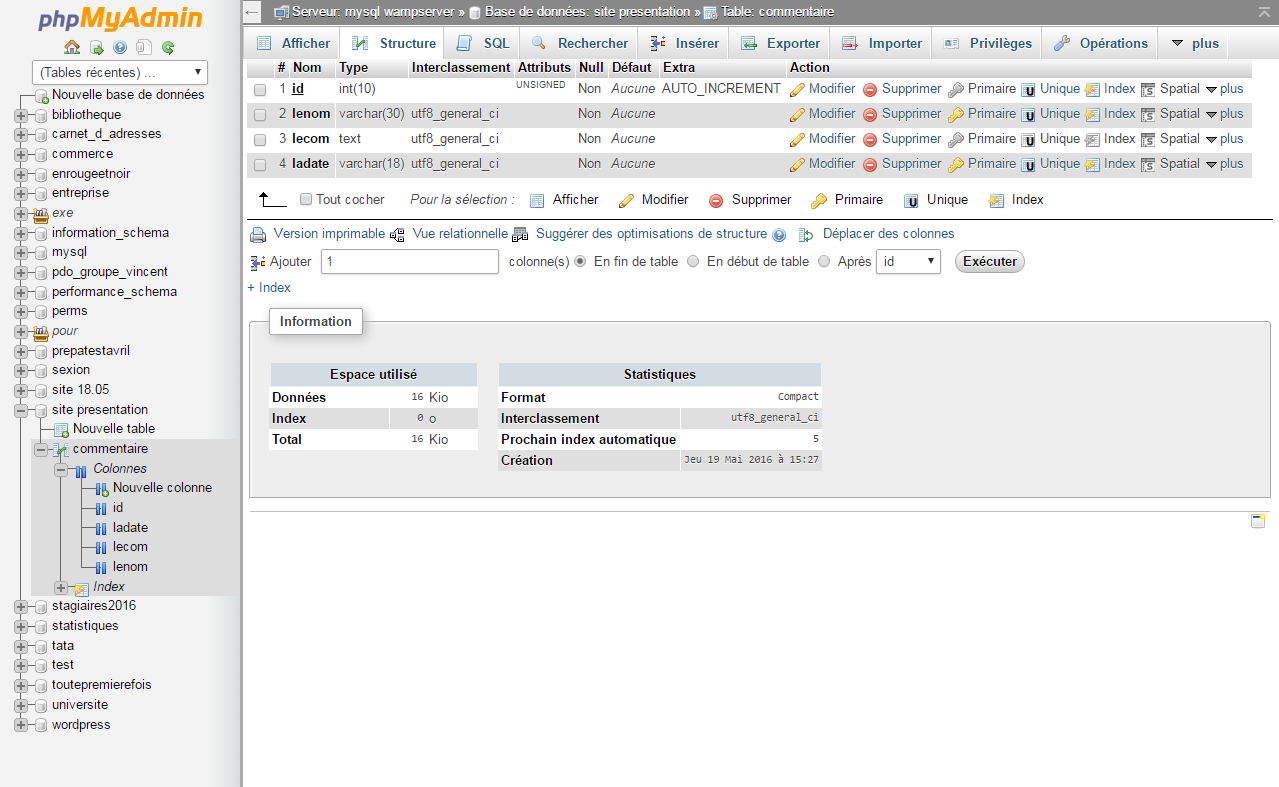 phpMyAdmin
(Tables récentes) ...
Nouvelle base de données
bibliotheque
carnet_d_adresses
commerce
enrougeetnoir
entreprise
exe
information_schema
mysql
pdo_groupe_vincent
performance_schema
perms
pour
prepatestavril
sexion
site 18.05
site presentation
Nouvelle table
commentaire
Colonnes
Nouvelle colonne
id
ladate
lecom
lenom
Index
stagiaires2016
statistiques
tata
test
toutepremierefois
universite
wordpress
Serveur: mysql wampserver » Base de données: site presentation » Table: commentaire
Afficher Structure SQL Rechercher Insérer Exporter Importer Privilèges Opérations plus
# Nom Type Interclassement Attributs Null Défaut Extra Action
1 id int(10) UNSIGNED Non Aucune AUTO_INCREMENT Modifier Supprimer Primaire Unique Index Spatial plus
2 lenom varchar(30) utf8_general_ci Non Aucune Modifier Supprimer Primaire Unique Index Spatial plus
3 lecom text utf8_general_ci Non Aucune Modifier Supprimer Primaire Unique Index Spatial plus
4 ladate varchar(18) utf8_general_ci Non Aucune Modifier Supprimer Primaire Unique Index Spatial plus
Tout cocher Pour la sélection : Afficher Modifier Supprimer Primaire Unique Index
Version imprimable Vue relationnelle Suggérer des optimisations de structure Déplacer des colonnes
Ajouter 1 colonne(s) En fin de table En début de table Après id Exécuter
+ Index
Information
Espace utilisé
Données 16 Kio
Index 0 o
Total 16 Kio
Statistiques
Format Compact
Interclassement utf8_general_ci
Prochain index automatique 5
Création Jeu 19 Mai 2016 à 15:27